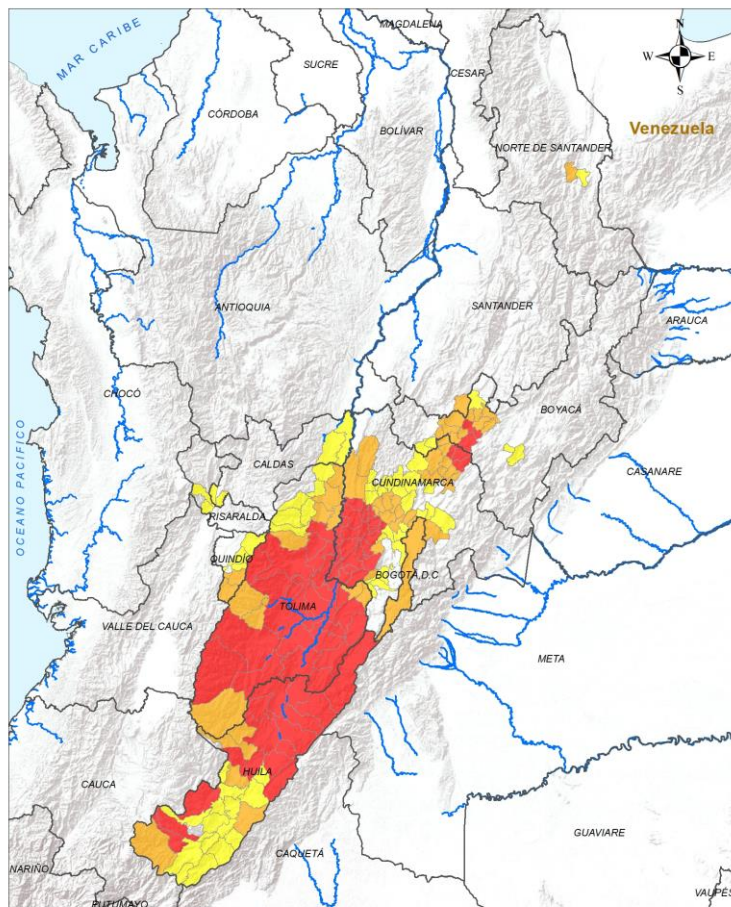 MAGDALENA
N
MAR CARIBE
SUCRE
W
E
CESAR
S
CÓRDOBA
BOLÍVAR
Venezuela
NORTE DE SANTANDER
ANTIOQUIA
SANTANDER
ARAUCA
CHOCÓ
BOYACÁ
OCEANO PACIFICO
CALDAS
CASANARE
CUNDINAMARCA
RISARALDA
QUINDÍO
BOGOTÁ, D.C
TOLIMA
VALLE DEL CAUCA
META
HUILA
CAUCA
GUAVIARE
CAQUETÁ
NARIÑO
PUTUMAYO
VAUPÉS